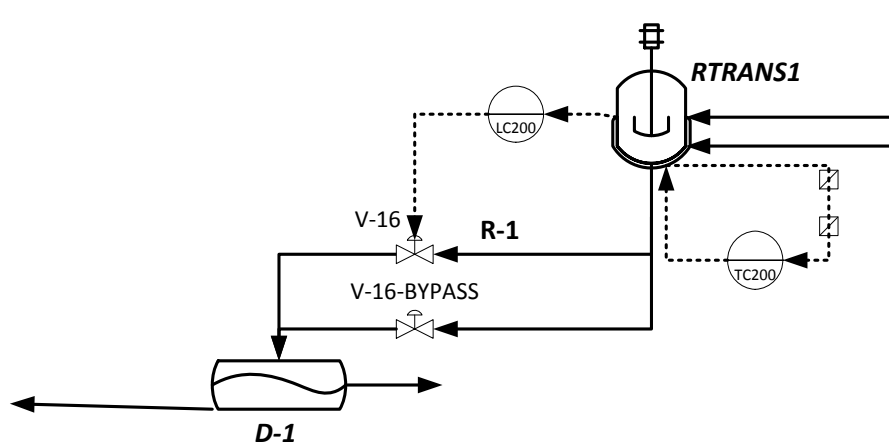 RTRANS1
LC200
V-16
R-1
TC200
V-16-BYPASS
D-1